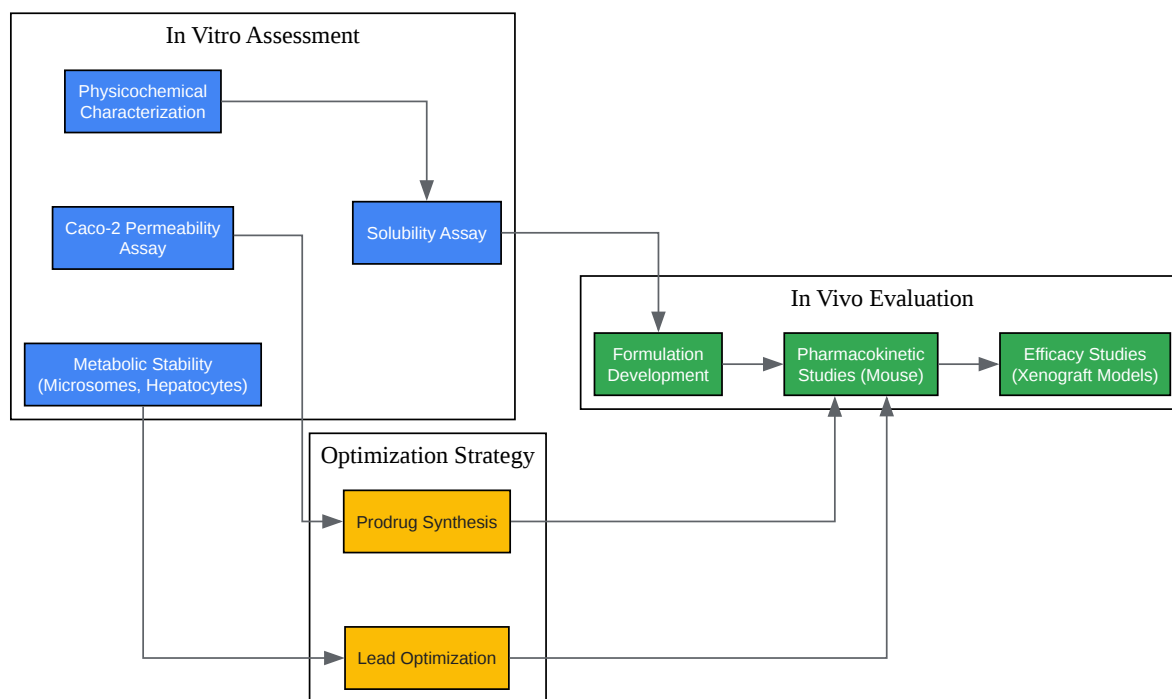 In Vitro Assessment
Physicochemical
Characterization
Caco-2 Permeability
Assay
Solubility Assay
Metabolic Stability
(Microsomes, Hepatocytes)
In Vivo Evaluation
Formulation
Development
Pharmacokinetic
Studies (Mouse)
Efficacy Studies
(Xenograft Models)
Optimization Strategy
Prodrug Synthesis
Lead Optimization